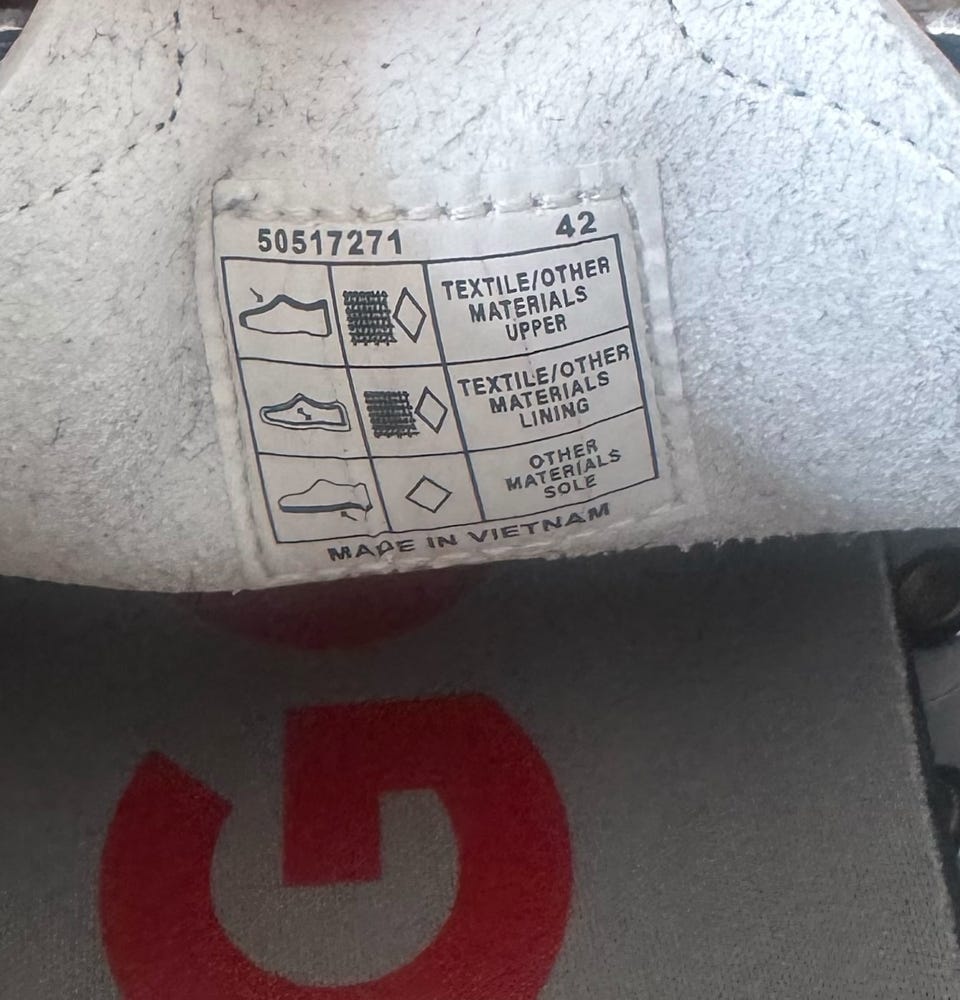 50517271 42
TEXTILE/OTHER
MATERIALS
UPPER
TEXTILE/OTHER
MATERIALS
LINING
OTHER
MATERIALS
SOLE
MADE IN VIETNAM
G